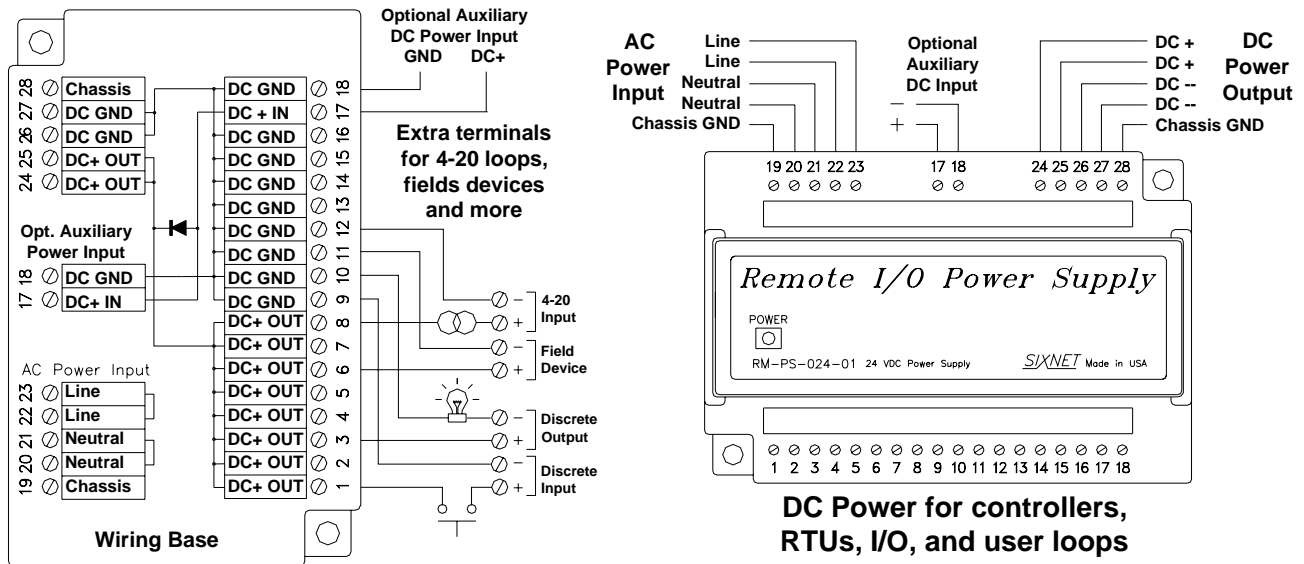 Optional Auxiliary
DC Power Input
GND DC+
28 Chassis
27 DC GND
26 DC GND
25 DC+ OUT
24 DC+ OUT
Opt. Auxiliary
Power Input
18 DC GND
17 DC+ IN
AC Power Input
23 Line
22 Line
21 Neutral
20 Neutral
19 Chassis
DC GND 18
DC + IN 17
DC GND 16
DC GND 15
DC GND 14
DC GND 13
DC GND 12
DC GND 11
DC GND 10
DC GND 9
DC+ OUT 8
DC+ OUT 7
DC+ OUT 6
DC+ OUT 5
DC+ OUT 4
DC+ OUT 3
DC+ OUT 2
DC+ OUT 1
Extra terminals
for 4-20 loops,
fields devices
and more
- 4-20
+ Input
- Field
+ Device
- Discrete
+ Output
- Discrete
+ Input
Wiring Base
AC
Power
Input
Line
Line
Neutral
Neutral
Chassis GND
Optional
Auxiliary
DC Input
-
+
DC +
DC +
DC --
DC --
Chassis GND
DC
Power
Output
19 20 21 22 23 17 18 24 25 26 27 28
Remote I/O Power Supply
POWER
RM-PS-024-01 24 VDC Power Supply SIXNET Made in USA
1 2 3 4 5 6 7 8 9 10 11 12 13 14 15 16 17 18
DC Power for controllers,
RTUs, I/O, and user loops